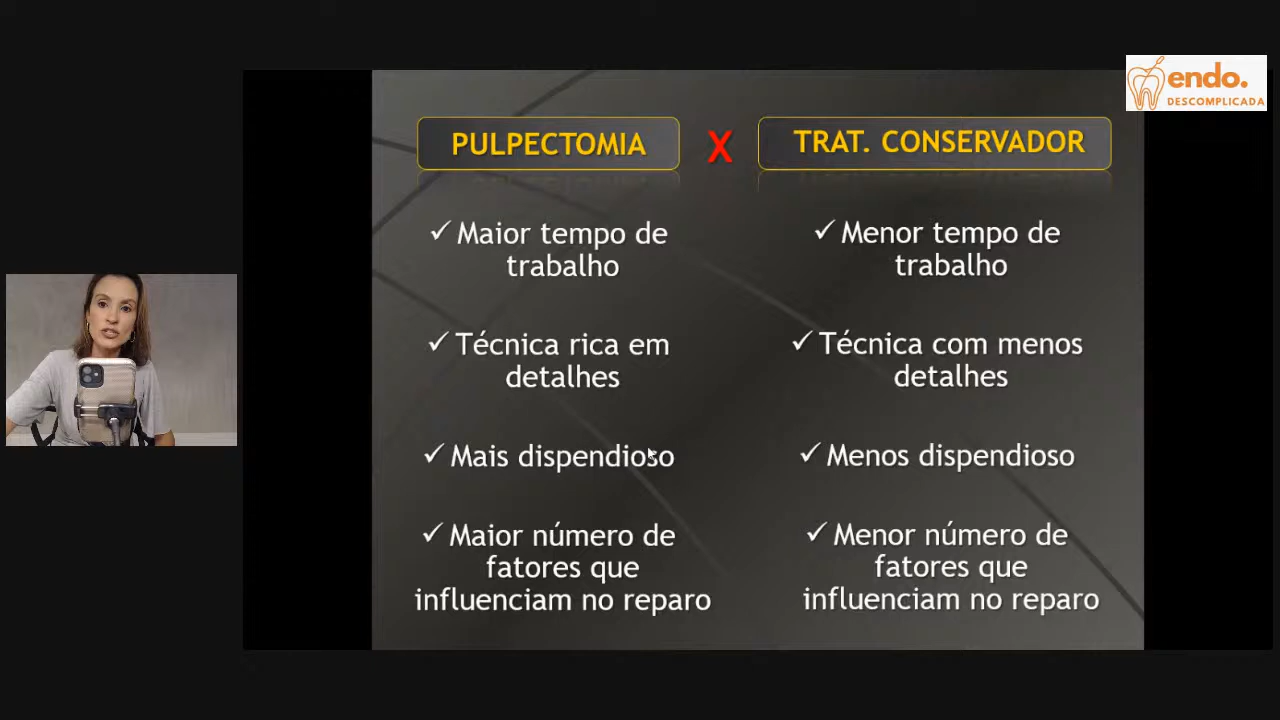 endo.
DESCOMPLICADA
PULPECTOMIA X TRAT. CONSERVADOR
✓ Maior tempo de
trabalho
✓ Técnica rica em
detalhes
✓ Mais dispendioso
✓ Maior número de
fatores que
influenciam no reparo
✓ Menor tempo de
trabalho
✓ Técnica com menos
detalhes
✓ Menos dispendioso
✓ Menor número de
fatores que
influenciam no reparo